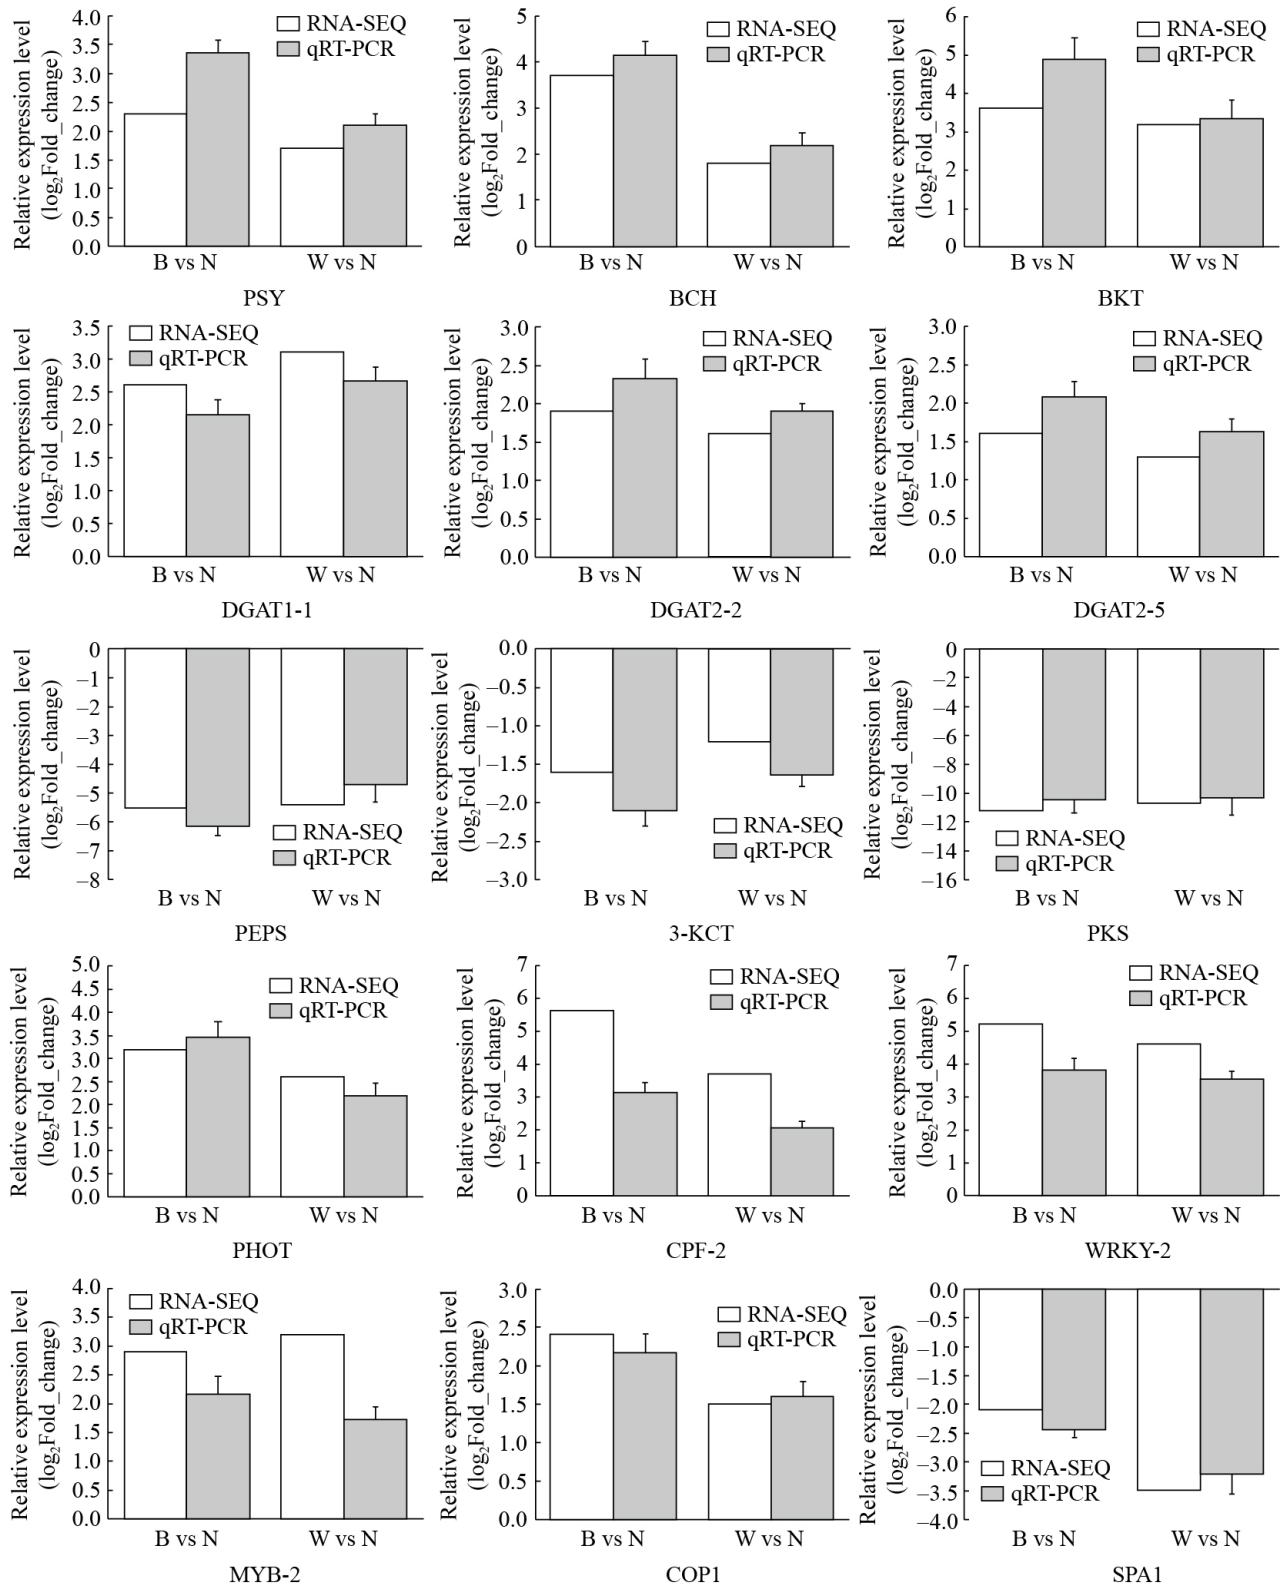 Relative expression level
(log₂Fold_change)
4.0
3.5
3.0
2.5
2.0
1.5
1.0
0.5
0.0
RNA-SEQ
qRT-PCR
B vs N
W vs N
PSY
Relative expression level
(log₂Fold_change)
5
4
3
2
1
0
RNA-SEQ
qRT-PCR
B vs N
W vs N
BCH
Relative expression level
(log₂Fold_change)
6
5
4
3
2
1
0
RNA-SEQ
qRT-PCR
B vs N
W vs N
BKT
Relative expression level
(log₂Fold_change)
3.5
3.0
2.5
2.0
1.5
1.0
0.5
0.0
RNA-SEQ
qRT-PCR
B vs N
W vs N
DGAT1-1
Relative expression level
(log₂Fold_change)
3.0
2.5
2.0
1.5
1.0
0.5
0.0
RNA-SEQ
qRT-PCR
B vs N
W vs N
DGAT2-2
Relative expression level
(log₂Fold_change)
3.0
2.5
2.0
1.5
1.0
0.5
0.0
RNA-SEQ
qRT-PCR
B vs N
W vs N
DGAT2-5
Relative expression level
(log₂Fold_change)
0
−1
−2
−3
−4
−5
−6
−7
−8
RNA-SEQ
qRT-PCR
B vs N
W vs N
PEPS
Relative expression level
(log₂Fold_change)
0.0
−0.5
−1.0
−1.5
−2.0
−2.5
−3.0
RNA-SEQ
qRT-PCR
B vs N
W vs N
3-KCT
Relative expression level
(log₂Fold_change)
0
−2
−4
−6
−8
−10
−12
−14
−16
RNA-SEQ
qRT-PCR
B vs N
W vs N
PKS
Relative expression level
(log₂Fold_change)
5.0
4.5
4.0
3.5
3.0
2.5
2.0
1.5
1.0
0.5
0.0
RNA-SEQ
qRT-PCR
B vs N
W vs N
PHOT
Relative expression level
(log₂Fold_change)
7
6
5
4
3
2
1
0
RNA-SEQ
qRT-PCR
B vs N
W vs N
CPF-2
Relative expression level
(log₂Fold_change)
7
6
5
4
3
2
1
0
RNA-SEQ
qRT-PCR
B vs N
W vs N
WRKY-2
Relative expression level
(log₂Fold_change)
4.0
3.5
3.0
2.5
2.0
1.5
1.0
0.5
0.0
RNA-SEQ
qRT-PCR
B vs N
W vs N
MYB-2
Relative expression level
(log₂Fold_change)
3.0
2.5
2.0
1.5
1.0
0.5
0.0
RNA-SEQ
qRT-PCR
B vs N
W vs N
COP1
Relative expression level
(log₂Fold_change)
0.0
−0.5
−1.0
−1.5
−2.0
−2.5
−3.0
−3.5
−4.0
RNA-SEQ
qRT-PCR
B vs N
W vs N
SPA1